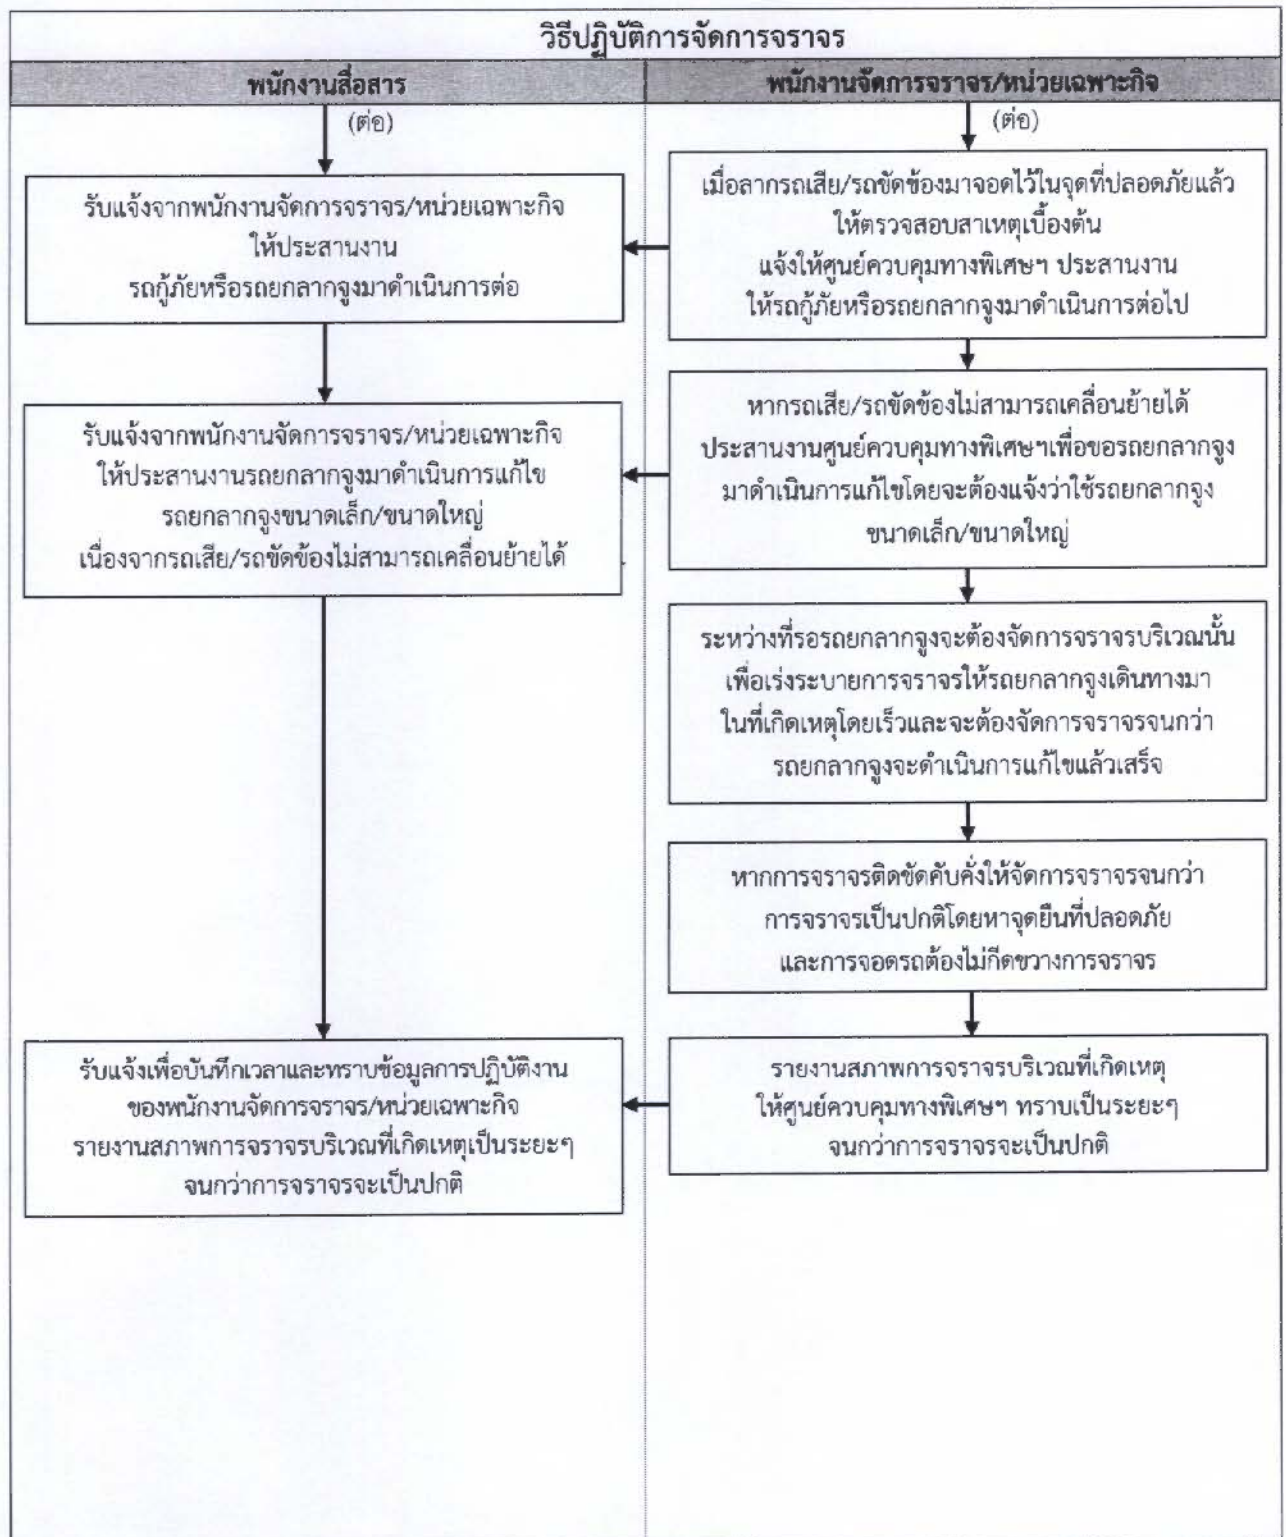 วิธีปฏิบัติการจัดการจราจร
พนักงานสื่อสาร
พนักงานจัดการจราจร/หน่วยเฉพาะกิจ
(ต่อ)
(ต่อ)
รับแจ้งจากพนักงานจัดการจราจร/หน่วยเฉพาะกิจ
ให้ประสานงาน
รถกู้ภัยหรือรถยกลากจูงมาดำเนินการต่อ
เมื่อลากรถเสีย/รถขัดข้องมาจอดไว้ในจุดที่ปลอดภัยแล้ว
ให้ตรวจสอบสาเหตุเบื้องต้น
แจ้งให้ศูนย์ควบคุมทางพิเศษฯ ประสานงาน
ให้รถกู้ภัยหรือรถยกลากจูงมาดำเนินการต่อไป
รับแจ้งจากพนักงานจัดการจราจร/หน่วยเฉพาะกิจ
ให้ประสานงานรถยกลากจูงมาดำเนินการแก้ไข
รถยกลากจูงขนาดเล็ก/ขนาดใหญ่
เนื่องจากรถเสีย/รถขัดข้องไม่สามารถเคลื่อนย้ายได้
หากรถเสีย/รถขัดข้องไม่สามารถเคลื่อนย้ายได้
ประสานงานศูนย์ควบคุมทางพิเศษฯเพื่อขอรถยกลากจูง
มาดำเนินการแก้ไขโดยจะต้องแจ้งว่าใช้รถยกลากจูง
ขนาดเล็ก/ขนาดใหญ่
ระหว่างที่รอรถยกลากจูงจะต้องจัดการจราจรบริเวณนั้น
เพื่อเร่งระบายการจราจรให้รถยกลากจูงเดินทางมา
ในที่เกิดเหตุโดยเร็วและจะต้องจัดการจราจรจนกว่า
รถยกลากจูงจะดำเนินการแก้ไขแล้วเสร็จ
หากการจราจรติดขัดคับคั่งให้จัดการจราจรจนกว่า
การจราจรเป็นปกติโดยหาจุดยืนที่ปลอดภัย
และการจอดรถต้องไม่กีดขวางการจราจร
รับแจ้งเพื่อบันทึกเวลาและทราบข้อมูลการปฏิบัติงาน
ของพนักงานจัดการจราจร/หน่วยเฉพาะกิจ
รายงานสภาพการจราจรบริเวณที่เกิดเหตุเป็นระยะๆ
จนกว่าการจราจรจะเป็นปกติ
รายงานสภาพการจราจรบริเวณที่เกิดเหตุ
ให้ศูนย์ควบคุมทางพิเศษฯ ทราบเป็นระยะๆ
จนกว่าการจราจรจะเป็นปกติ